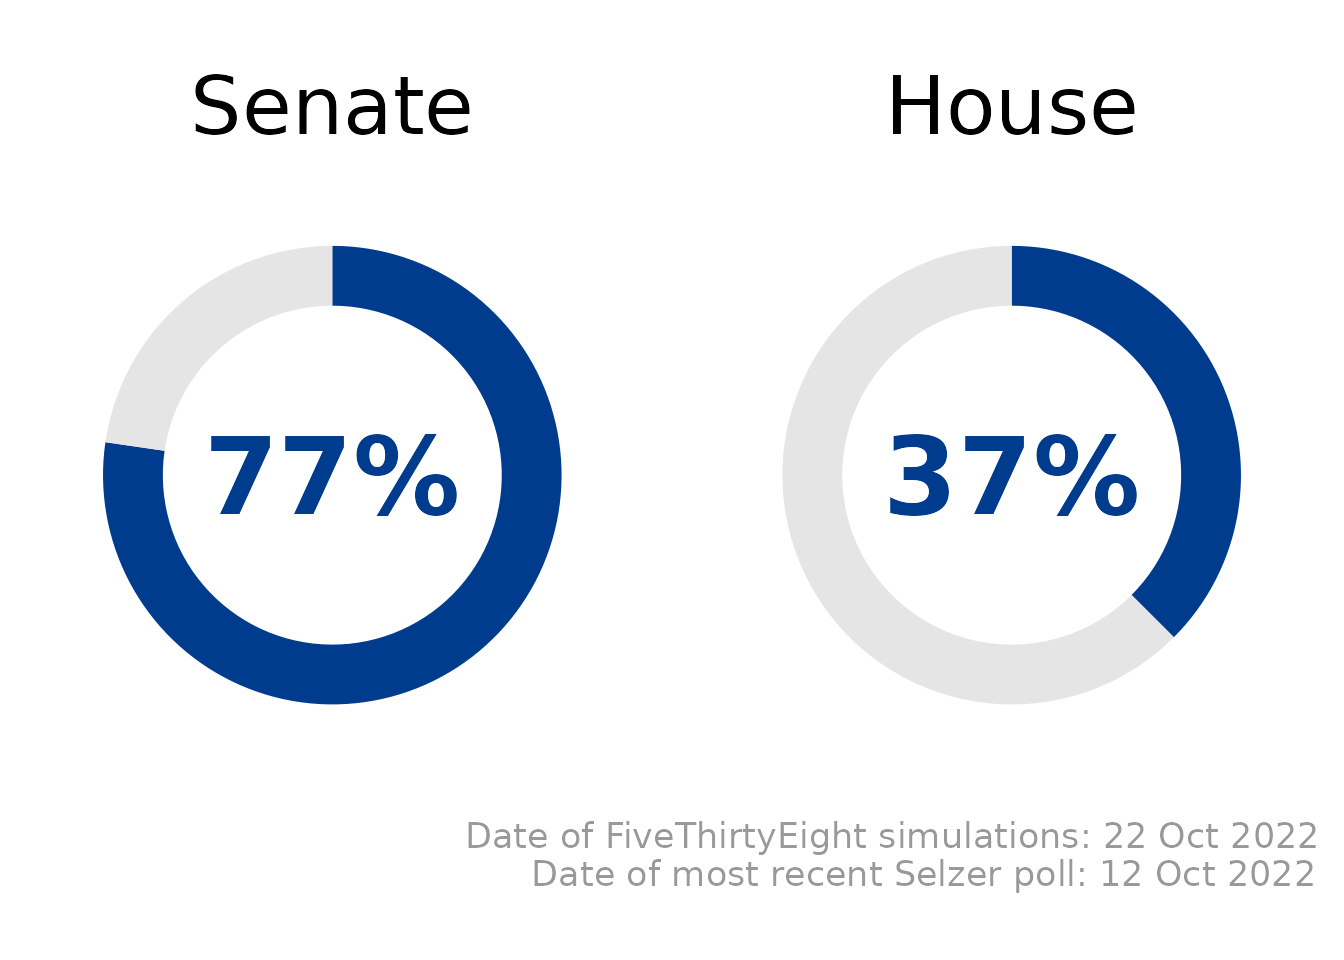 Senate
House
77%
37%
Date of FiveThirtyEight simulations: 22 Oct 2022
Date of most recent Selzer poll: 12 Oct 2022